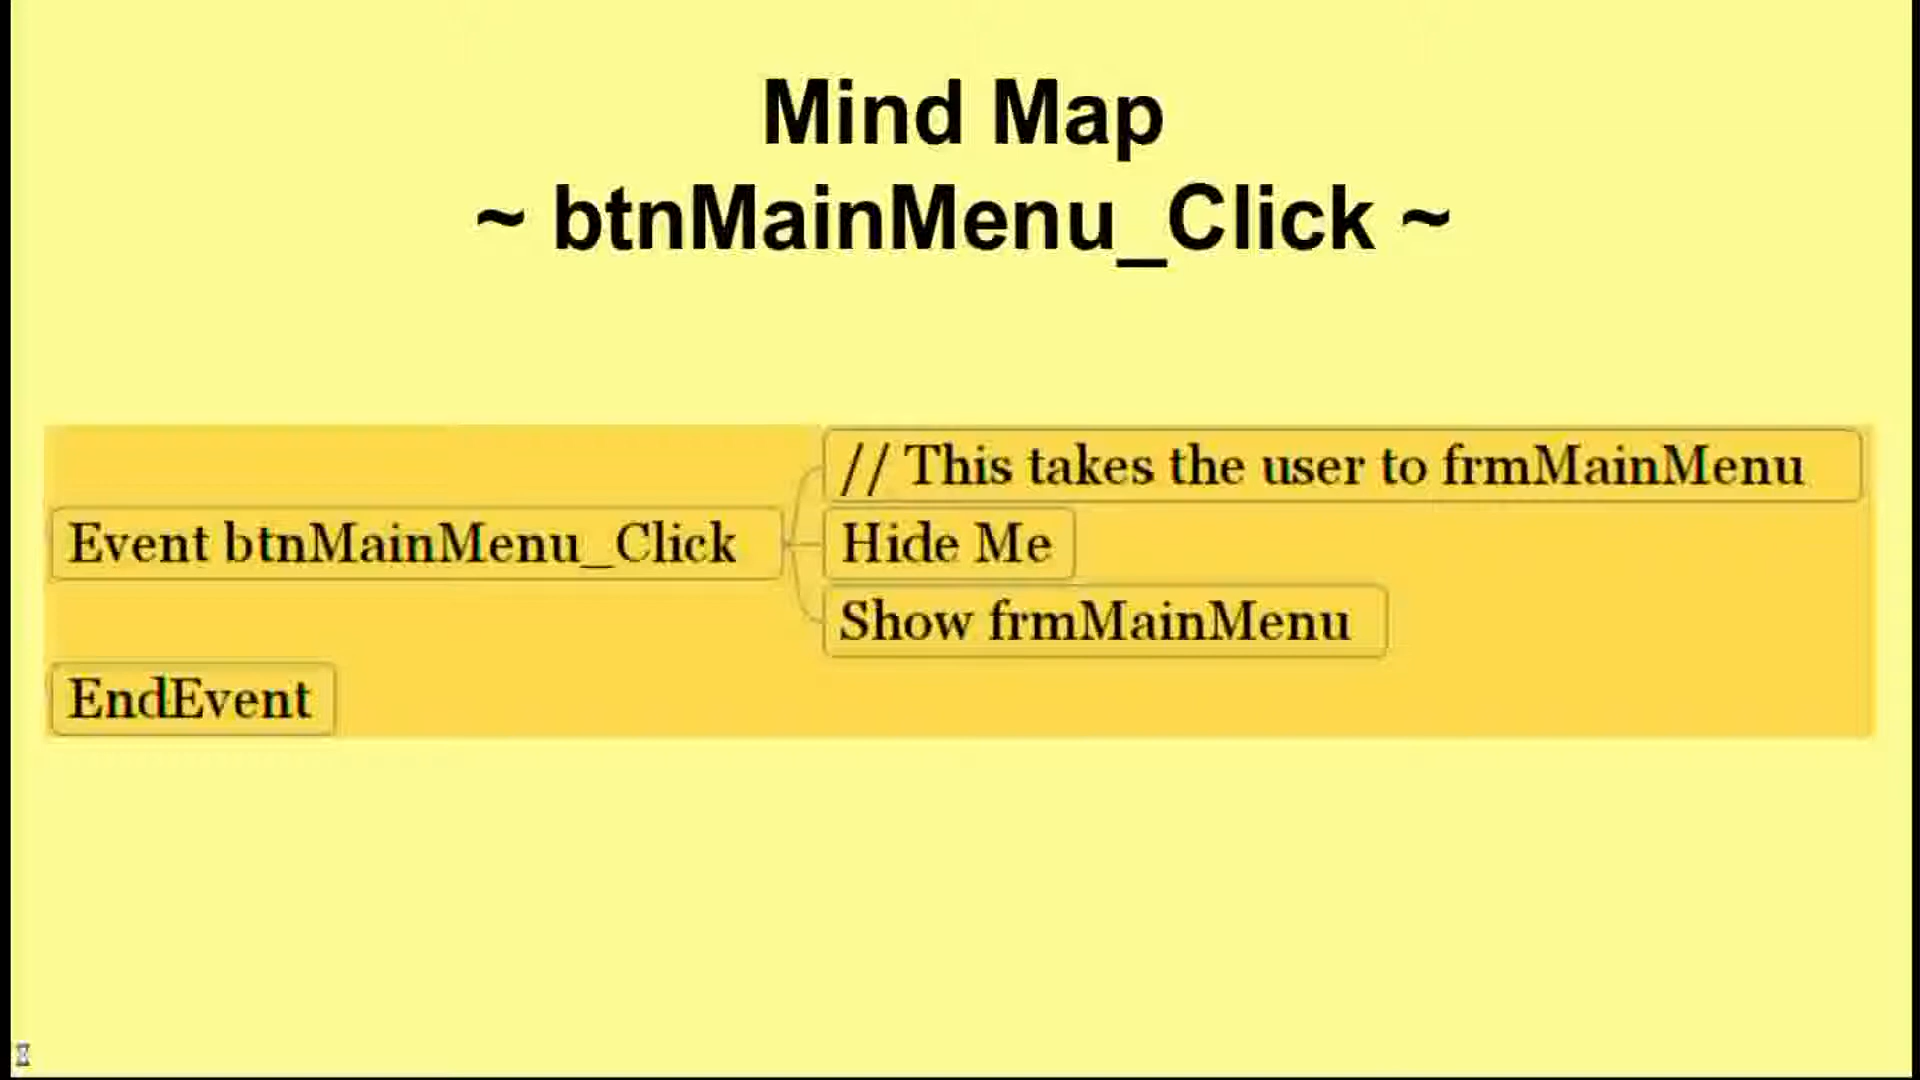 Mind Map
~ btnMainMenu_Click ~
// This takes the user to frmMainMenu
Event btnMainMenu_Click
Hide Me
Show frmMainMenu
EndEvent